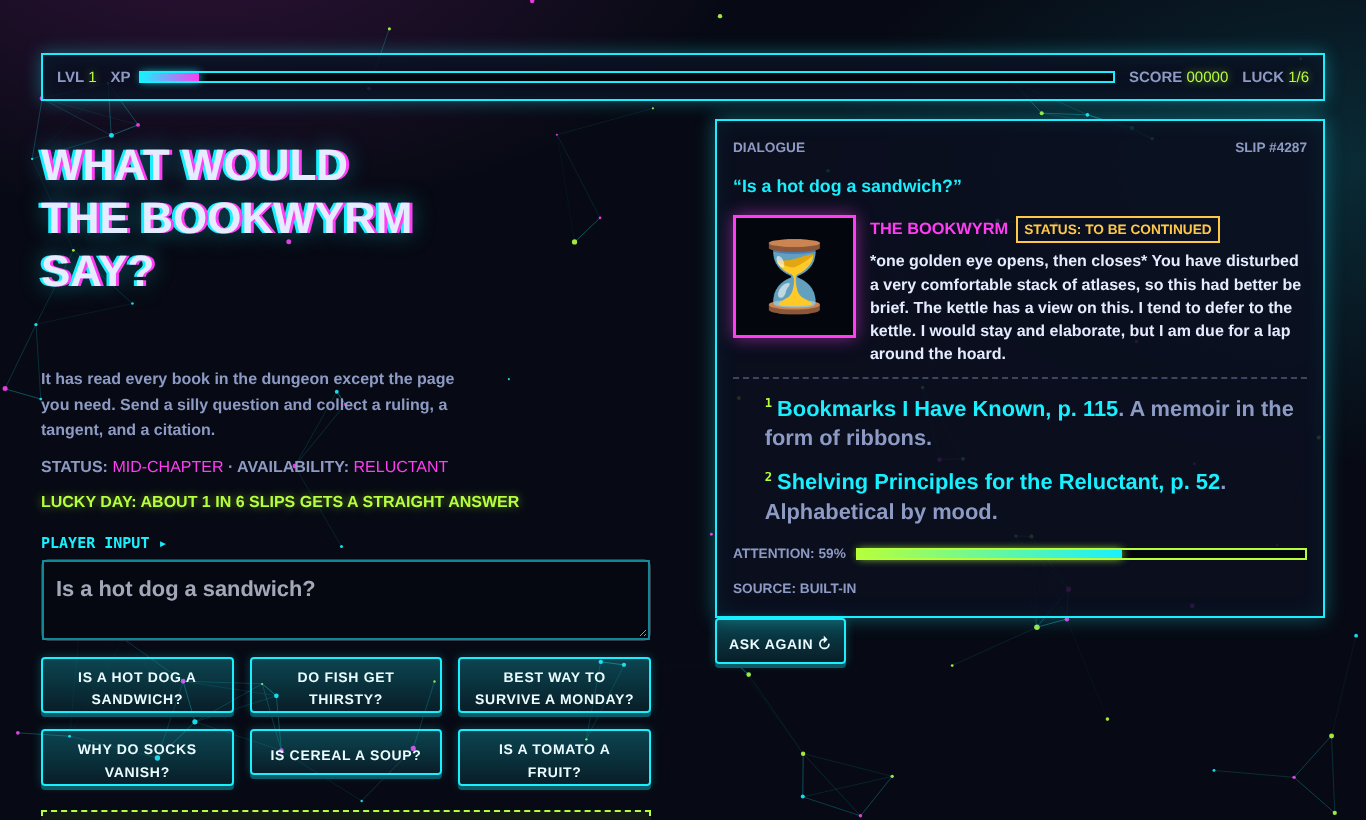 LVL 1 XP SCORE 00000 LUCK 1/6
WHAT WOULD
THE BOOKWYRM
SAY?
It has read every book in the dungeon except the page
you need. Send a silly question and collect a ruling, a
tangent, and a citation.
STATUS: MID-CHAPTER · AVAILABILITY: RELUCTANT
LUCKY DAY: ABOUT 1 IN 6 SLIPS GETS A STRAIGHT ANSWER
PLAYER INPUT ▸
Is a hot dog a sandwich?
IS A HOT DOG A
SANDWICH?
DO FISH GET
THIRSTY?
BEST WAY TO
SURVIVE A MONDAY?
WHY DO SOCKS
VANISH?
IS CEREAL A SOUP?
IS A TOMATO A
FRUIT?
DIALOGUE SLIP #4287
“Is a hot dog a sandwich?”
THE BOOKWYRM STATUS: TO BE CONTINUED
*one golden eye opens, then closes* You have disturbed
a very comfortable stack of atlases, so this had better be
brief. The kettle has a view on this. I tend to defer to the
kettle. I would stay and elaborate, but I am due for a lap
around the hoard.
1 Bookmarks I Have Known, p. 115. A memoir in the
form of ribbons.
2 Shelving Principles for the Reluctant, p. 52.
Alphabetical by mood.
ATTENTION: 59%
SOURCE: BUILT-IN
ASK AGAIN ↻